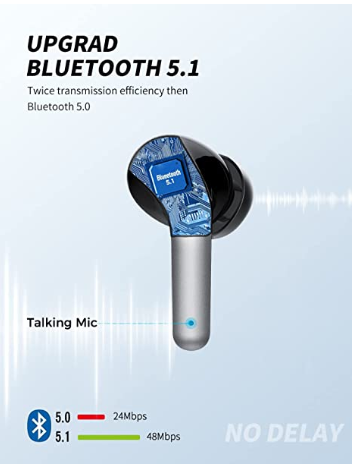 UPGRAD
BLUETOOTH 5.1
Twice transmission efficiency then
Bluetooth 5.0
Bluetooth
5.1
Talking Mic
5.0 24Mbps
5.1 48Mbps
NO DELAY